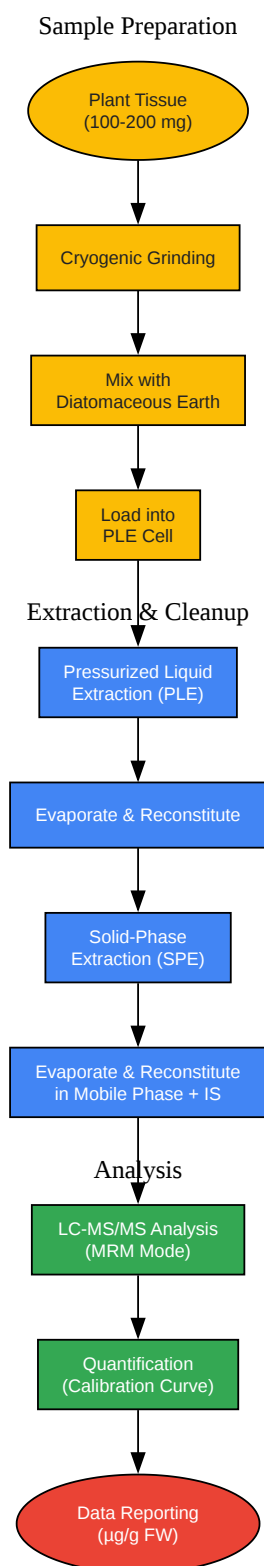 Sample Preparation
Plant Tissue
(100-200 mg)
Cryogenic Grinding
Mix with
Diatomaceous Earth
Load into
PLE Cell
Extraction & Cleanup
Pressurized Liquid
Extraction (PLE)
Evaporate & Reconstitute
Solid-Phase
Extraction (SPE)
Evaporate & Reconstitute
in Mobile Phase + IS
Analysis
LC-MS/MS Analysis
(MRM Mode)
Quantification
(Calibration Curve)
Data Reporting
(µg/g FW)